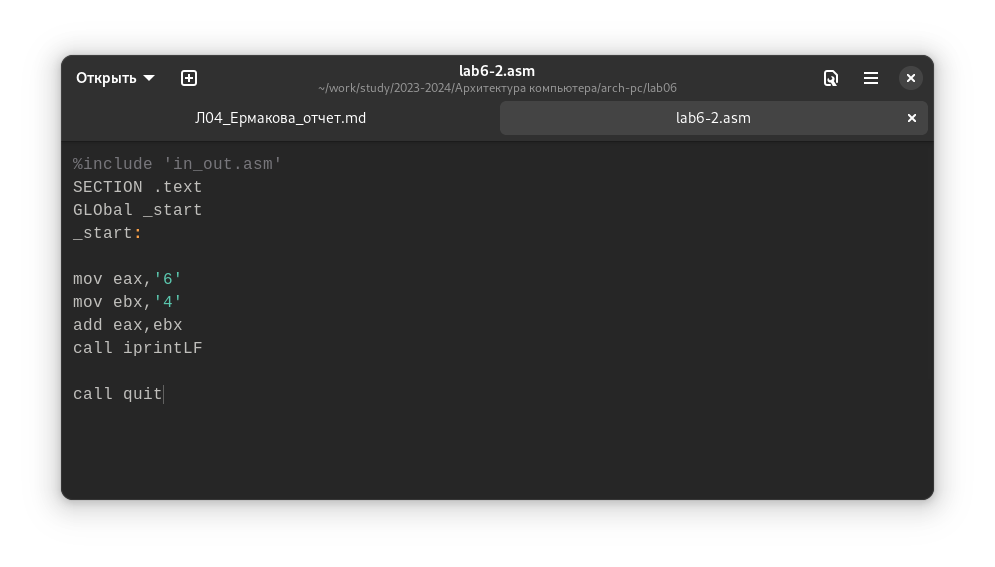 Открыть
lab6-2.asm
~/work/study/2023-2024/Архитектура компьютера/arch-pc/lab06
Л04_Ермакова_отчет.md
lab6-2.asm
%include 'in_out.asm'
SECTION .text
GLObal _start
_start:
mov eax,'6'
mov ebx,'4'
add eax,ebx
call iprintLF
call quit